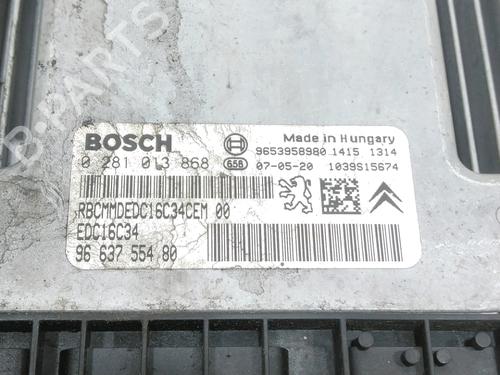 B-PARTS
BOSCH
Made in Hungary
0 281 013 868
9653958980 1415 1314
656 07-05-20 1039S15674
RBCMMDEDC16C34CEM 00
EDC16C34
96 637 554 80